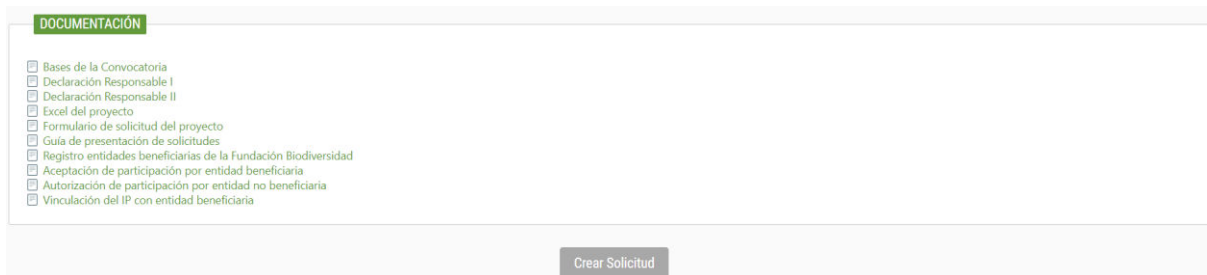 DOCUMENTACIÓN
Bases de la Convocatoria
Declaración Responsable I
Declaración Responsable II
Excel del proyecto
Formulario de solicitud del proyecto
Guía de presentación de solicitudes
Registro entidades beneficiarias de la Fundación Biodiversidad
Aceptación de participación por entidad beneficiaria
Autorización de participación por entidad no beneficiaria
Vinculación del IP con entidad beneficiaria
Crear Solicitud